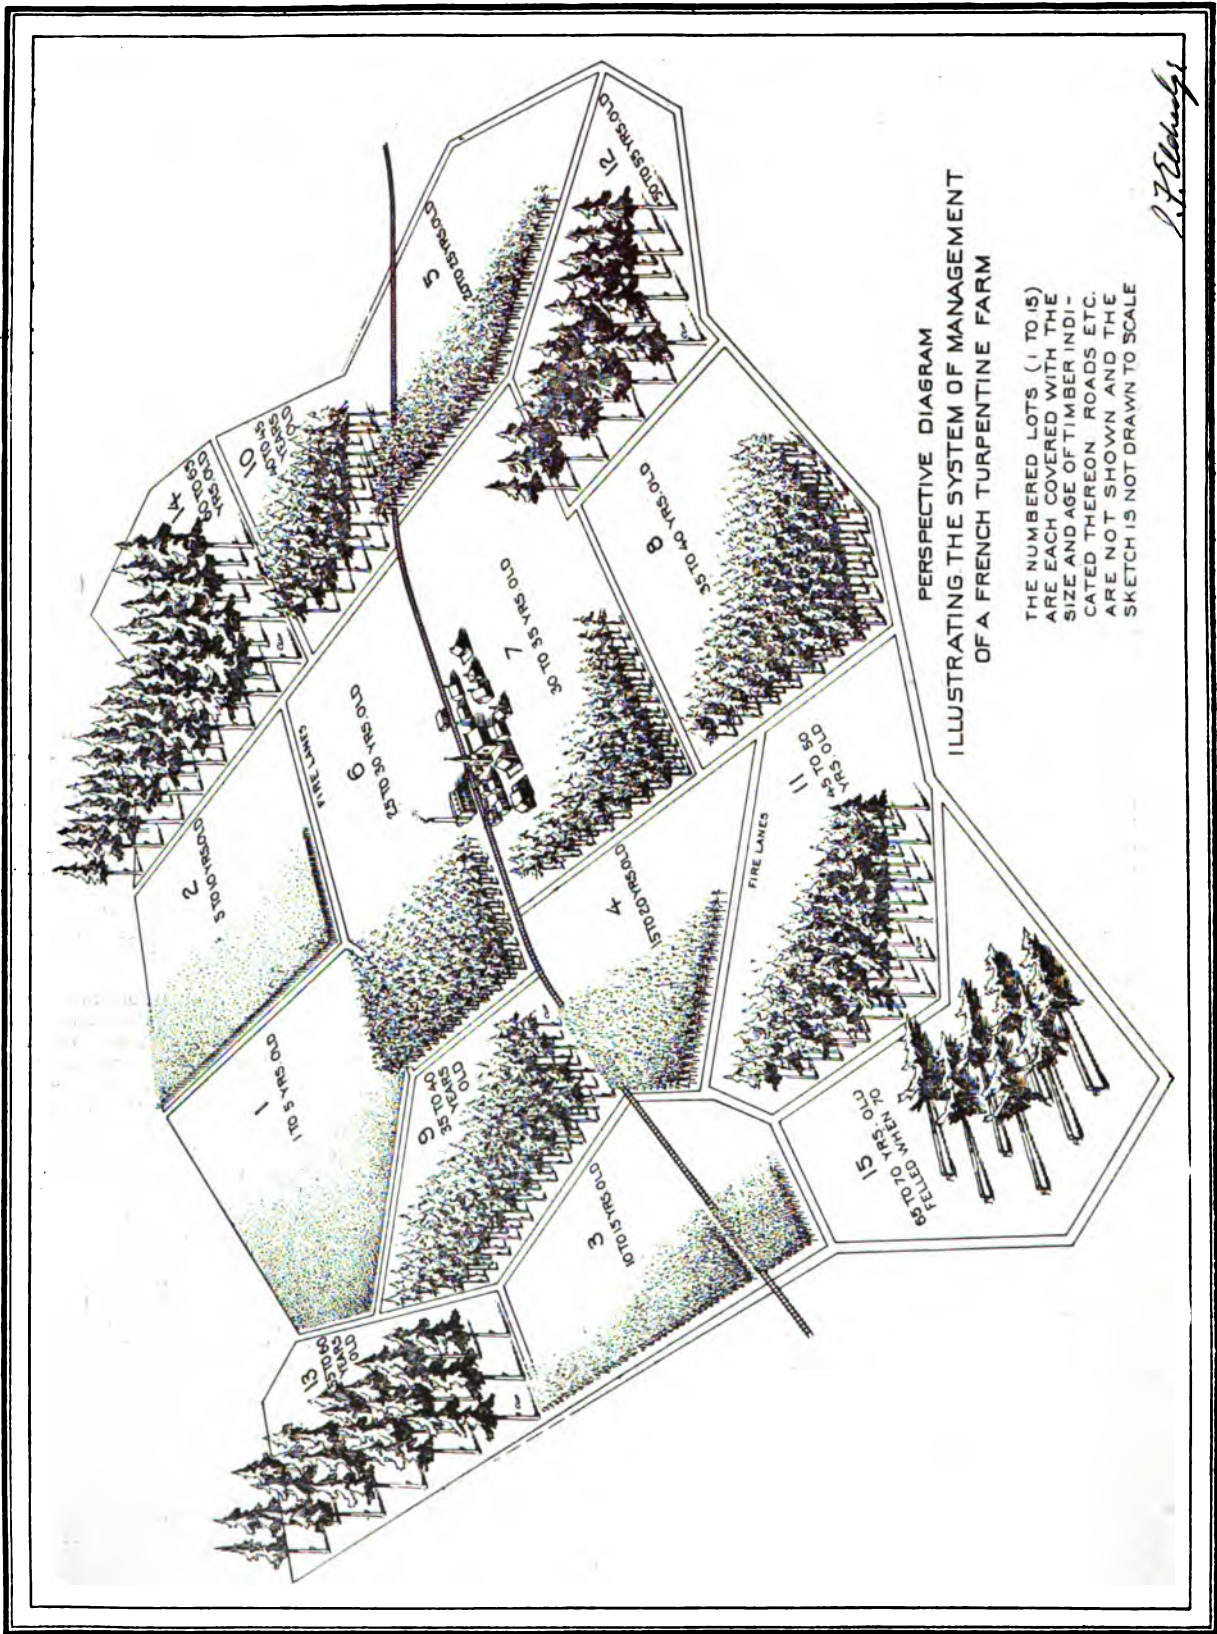 14
60 TO 65
YRS. OLD
10
40 TO 45
YEARS
OLD
5
20 TO 25 YRS. OLD
12
50 TO 55 YRS. OLD
2
5 TO 10 YRS. OLD
FIRE LANES
6
25 TO 30 YRS. OLD
7
30 TO 35 YRS. OLD
8
35 TO 40 YRS. OLD
1
1 TO 5 YRS. OLD
9
35 TO 40
YEARS
OLD
4
15 TO 20 YRS. OLD
FIRE LANES
11
45 TO 50
YRS. OLD
13
55 TO 60
YEARS
OLD
3
10 TO 15 YRS. OLD
15
65 TO 70 YRS. OLD
FELLED WHEN 70
PERSPECTIVE DIAGRAM
ILLUSTRATING THE SYSTEM OF MANAGEMENT
OF A FRENCH TURPENTINE FARM
THE NUMBERED LOTS (1 TO 15)
ARE EACH COVERED WITH THE
SIZE AND AGE OF TIMBER INDI-
CATED THEREON ROADS ETC.
ARE NOT SHOWN AND THE
SKETCH IS NOT DRAWN TO SCALE